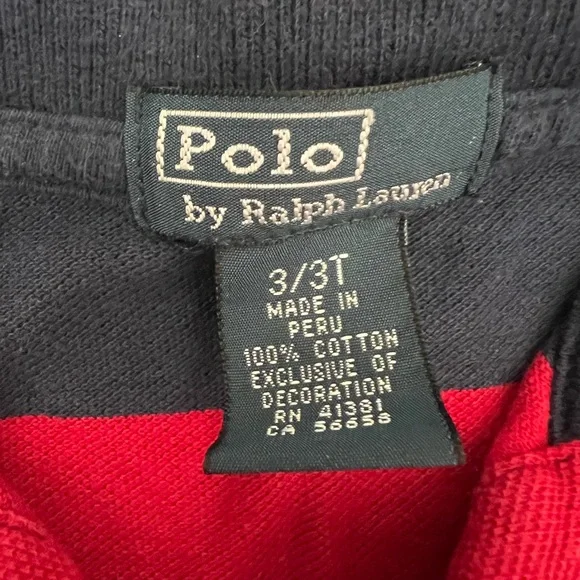 Polo
by Ralph Lauren
3/3T
MADE IN
PERU
100% COTTON
EXCLUSIVE OF
DECORATION
RN 41381
CA 56658